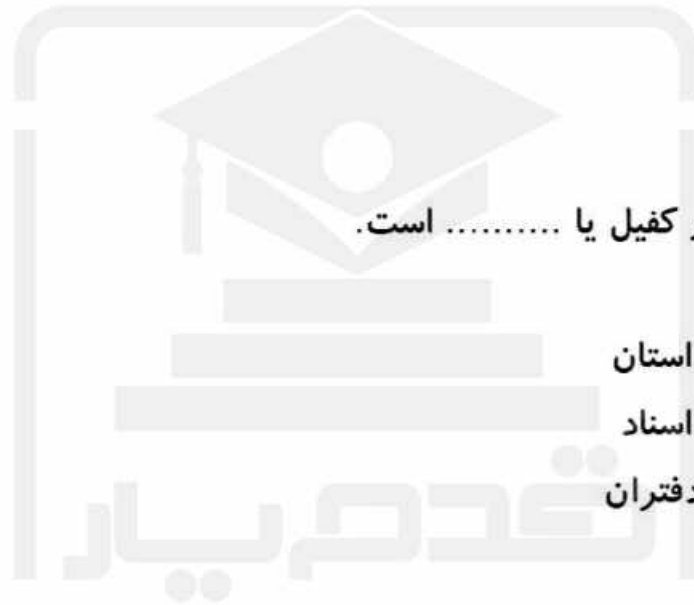 کفیل یا .......... است.
استان
اسناد
دفتران